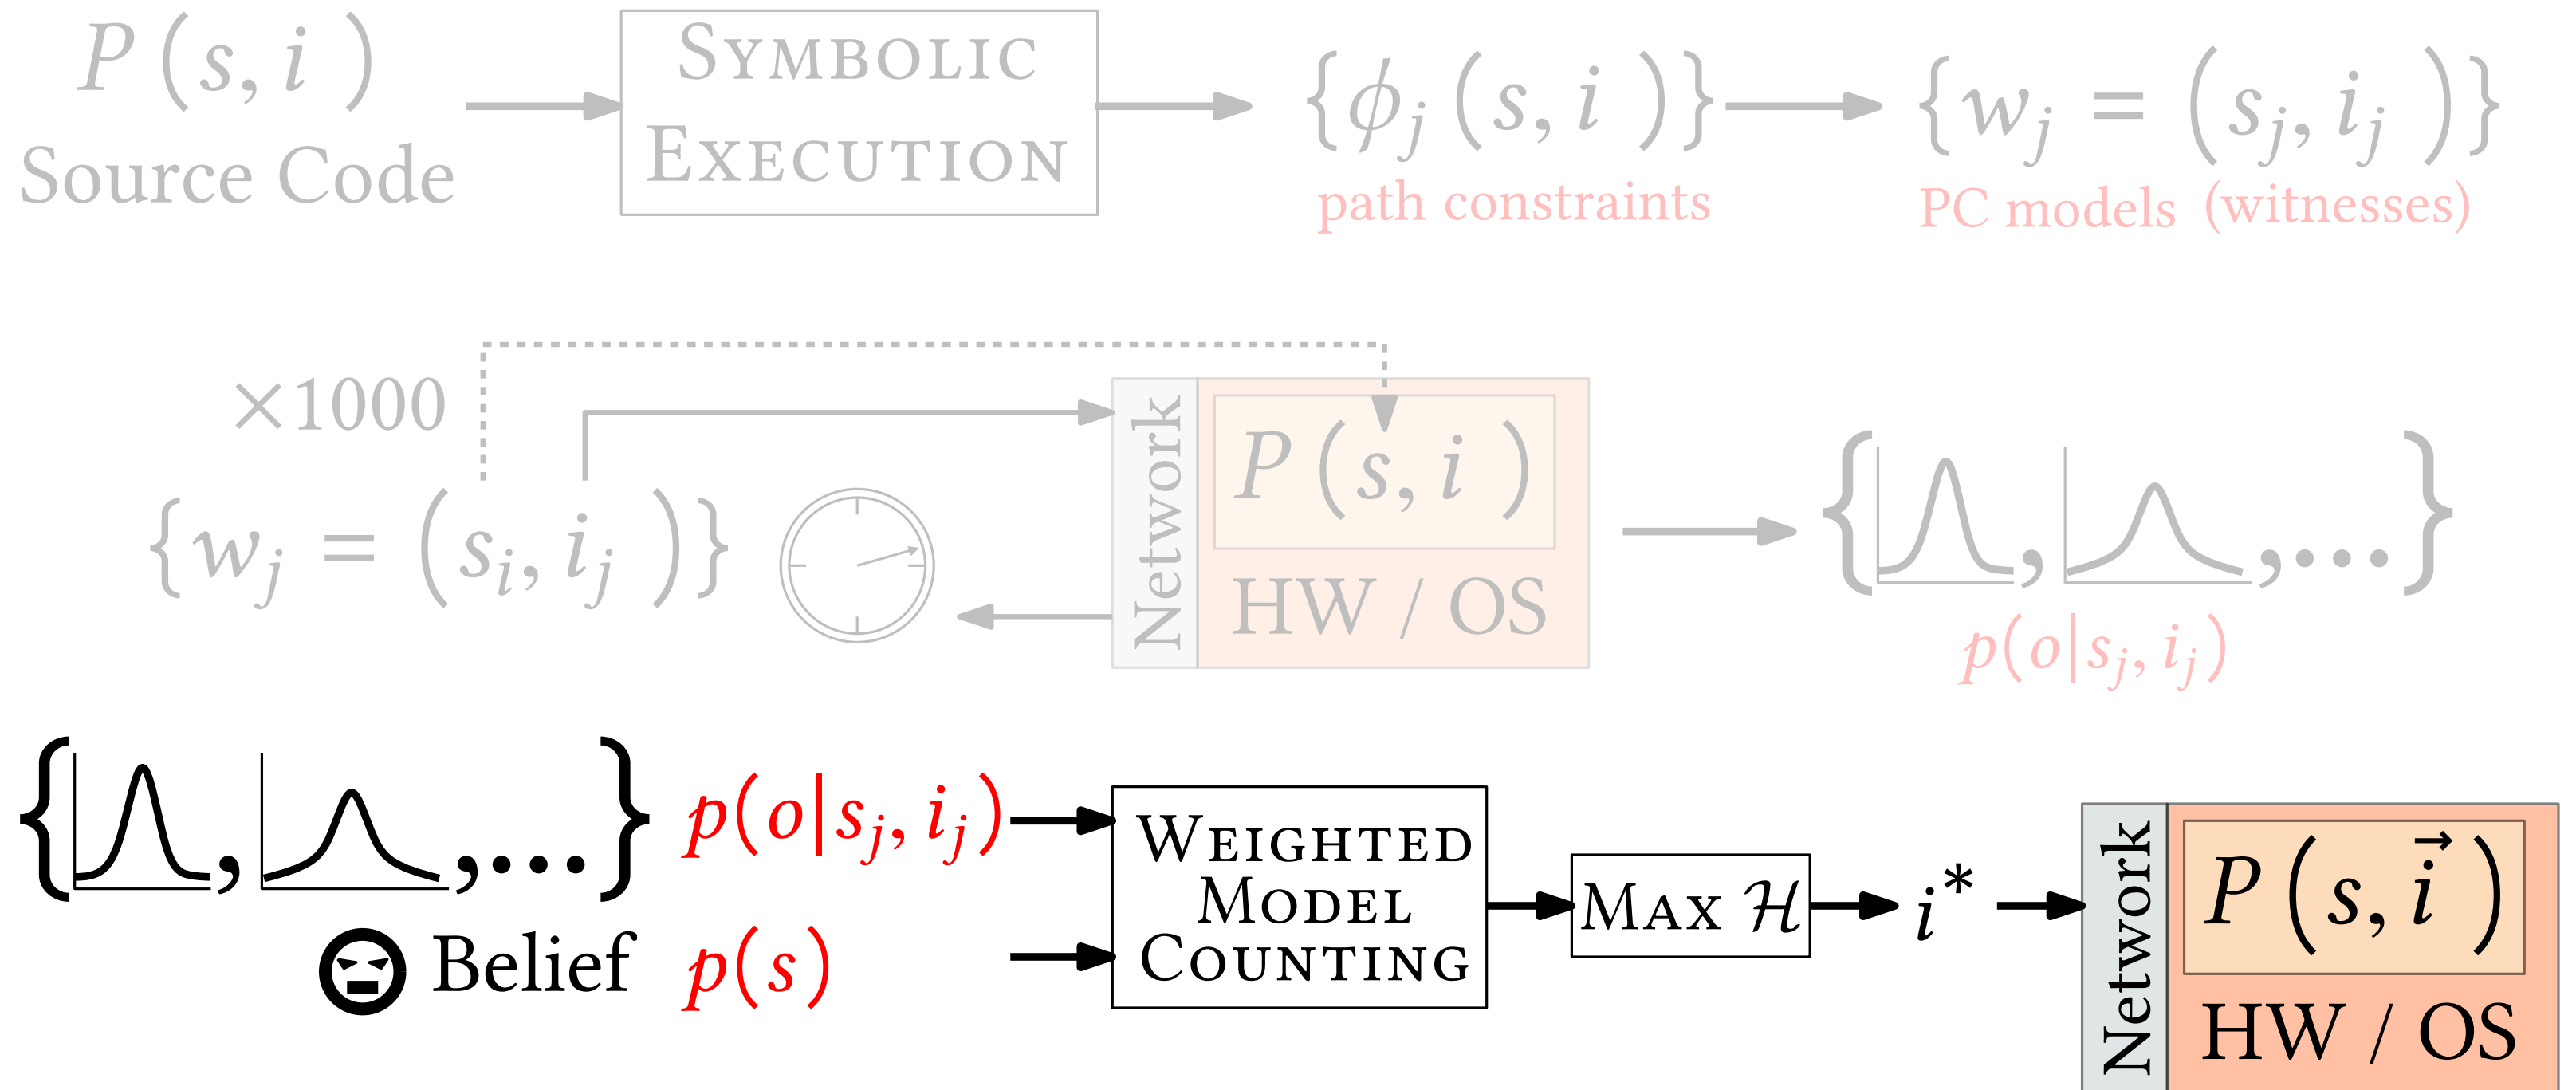 P(s, i) SYMBOLIC EXECUTION {ϕj(s, i)} {wj = (sj, ij)}
Source Code path constraints PC models (witnesses)
×1000
{wj = (si, ij)} Network P(s, i) HW / OS { , ,...}
p(o|sj, ij)
{ , ,...} p(o|sj, ij)
Belief p(s)
WEIGHTED
MODEL
COUNTING
MAX ℋ
i*
Network
P(s, i⃗)
HW / OS